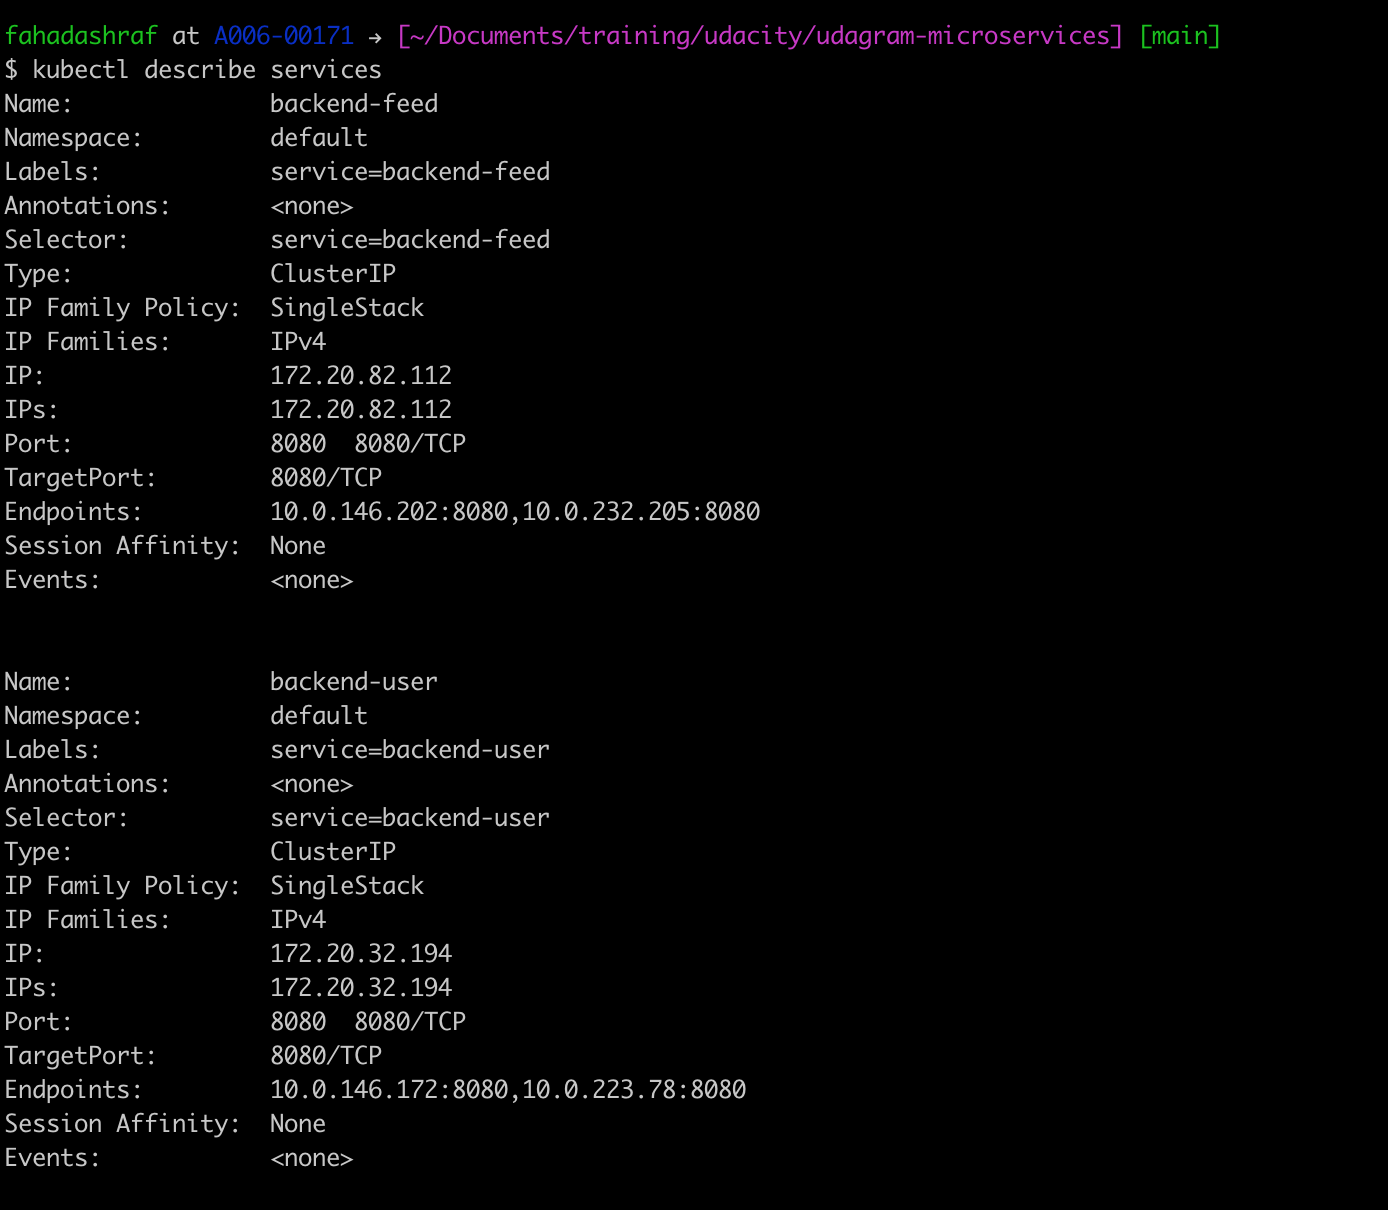 fahadashraf at A006-00171 → [~/Documents/training/udacity/udagram-microservices] [main]
$ kubectl describe services
Name:              backend-feed
Namespace:         default
Labels:            service=backend-feed
Annotations:       <none>
Selector:          service=backend-feed
Type:              ClusterIP
IP Family Policy:  SingleStack
IP Families:       IPv4
IP:                172.20.82.112
IPs:               172.20.82.112
Port:              8080  8080/TCP
TargetPort:        8080/TCP
Endpoints:         10.0.146.202:8080,10.0.232.205:8080
Session Affinity:  None
Events:            <none>
Name:              backend-user
Namespace:         default
Labels:            service=backend-user
Annotations:       <none>
Selector:          service=backend-user
Type:              ClusterIP
IP Family Policy:  SingleStack
IP Families:       IPv4
IP:                172.20.32.194
IPs:               172.20.32.194
Port:              8080  8080/TCP
TargetPort:        8080/TCP
Endpoints:         10.0.146.172:8080,10.0.223.78:8080
Session Affinity:  None
Events:            <none>